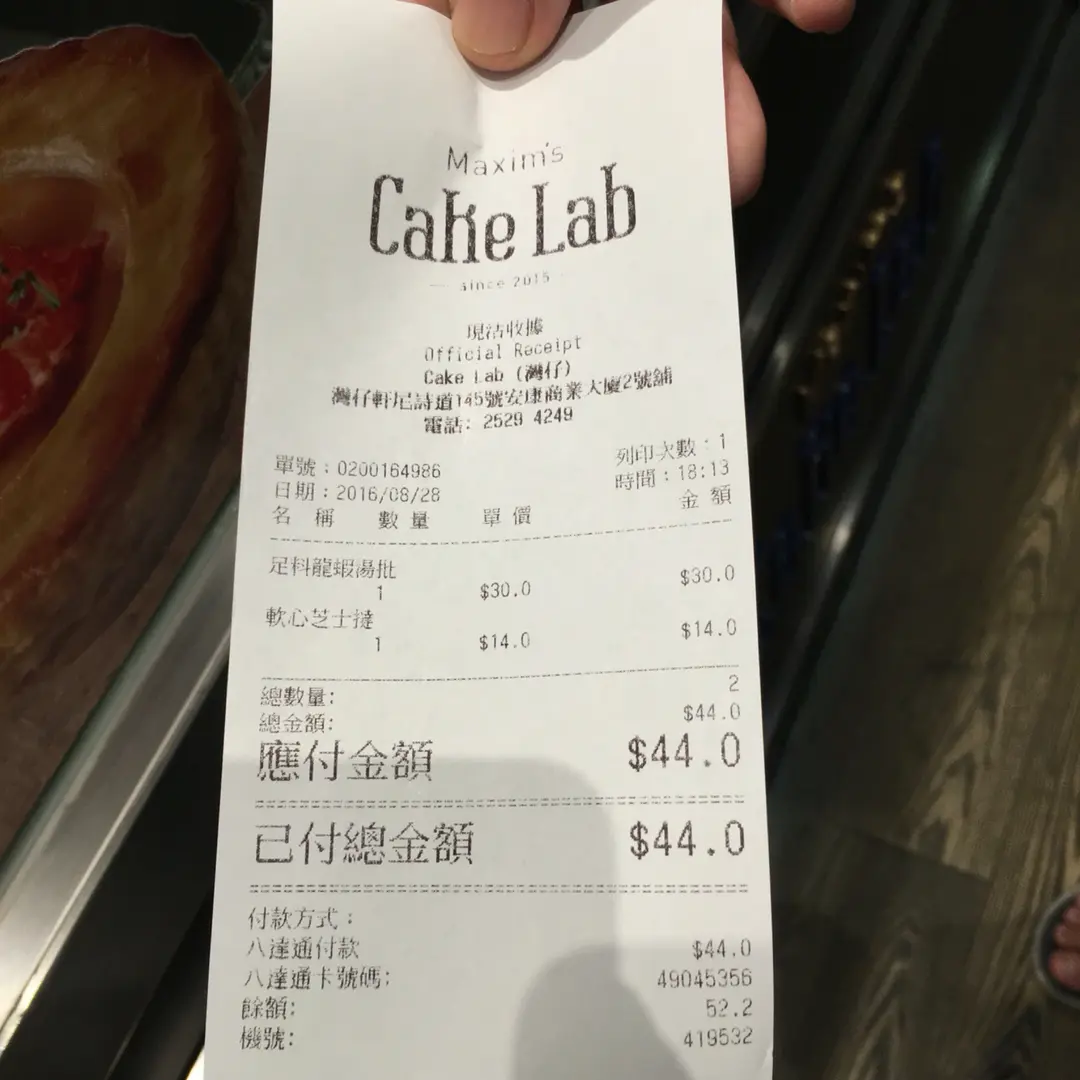 Maxim's
Cake Lab
since 2015
現沽收據
Official Receipt
Cake Lab (灣仔)
灣仔軒尼詩道145號安康商業大廈2號舖
電話: 2529 4249
單號：0200164986 列印次數：1
日期：2016/08/28 時間：18:13
名 稱 數 量 單 價 金 額
足料龍蝦湯批
1 $30.0 $30.0
軟心芝士撻
1 $14.0 $14.0
總數量: 2
總金額: $44.0
應付金額 $44.0
已付總金額 $44.0
付款方式：
八達通付款 $44.0
八達通卡號碼: 49045356
餘額: 52.2
機號: 419532